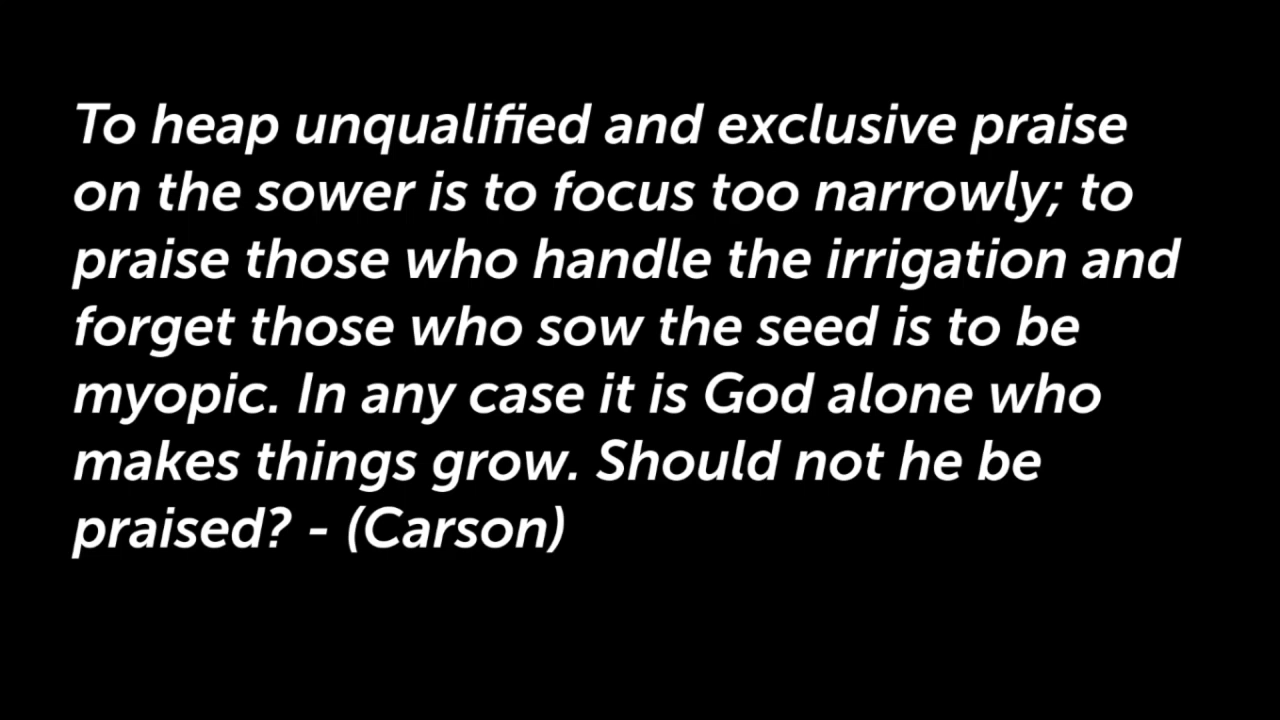 To heap unqualified and exclusive praise
on the sower is to focus too narrowly; to
praise those who handle the irrigation and
forget those who sow the seed is to be
myopic. In any case it is God alone who
makes things grow. Should not he be
praised? - (Carson)